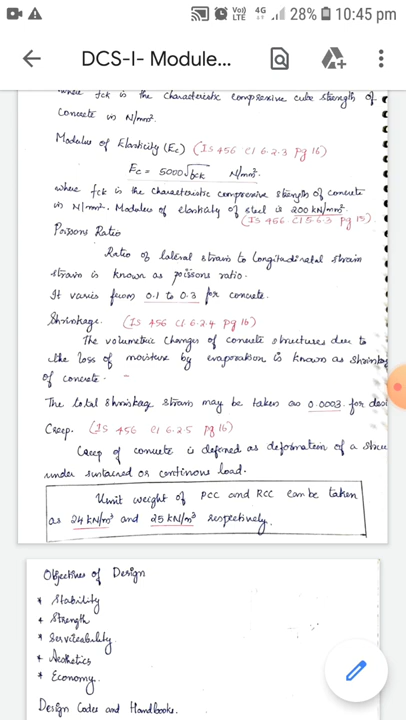 Vo)) LTE 4G 28% 10:45 pm
DCS-I- Module...
where fck is the characteristic compressive cube strength of
Concrete in N/mm².
Modulus of Elasticity (Ec) (IS 456 Cl 6.2.3 pg 16)
Ec = 5000√fck N/mm²
where fck is the characteristic compressive strength of concrete
in N/mm². Modulus of elasticity of steel is 200 kN/mm².
(IS 456 Cl 5.6.3 pg 15)
Poissons Ratio
Ratio of lateral strain to longitudinal strain
strain is known as poissons ratio.
It varies from 0.1 to 0.3 for concrete.
Shrinkage. (IS 456 Cl 6.2.4 pg 16)
The volumetric changes of concrete structures due to
the loss of moisture by evaporation is known as shrinkag
of concrete.
The total shrinkage strain may be taken as 0.0003 for des
Creep. (IS 456 Cl 6.2.5 pg 16)
Creep of concrete is defened as deformation of a struc
under sustained or continous load.
Unit weight of PCC and RCC can be taken
as 24 kN/m³ and 25 kN/m³ respectively.
Objectives of Design
* Stability
* Strength
* Serviceability
* Aesthetics
* Economy.
Design Codes and Handbooks.